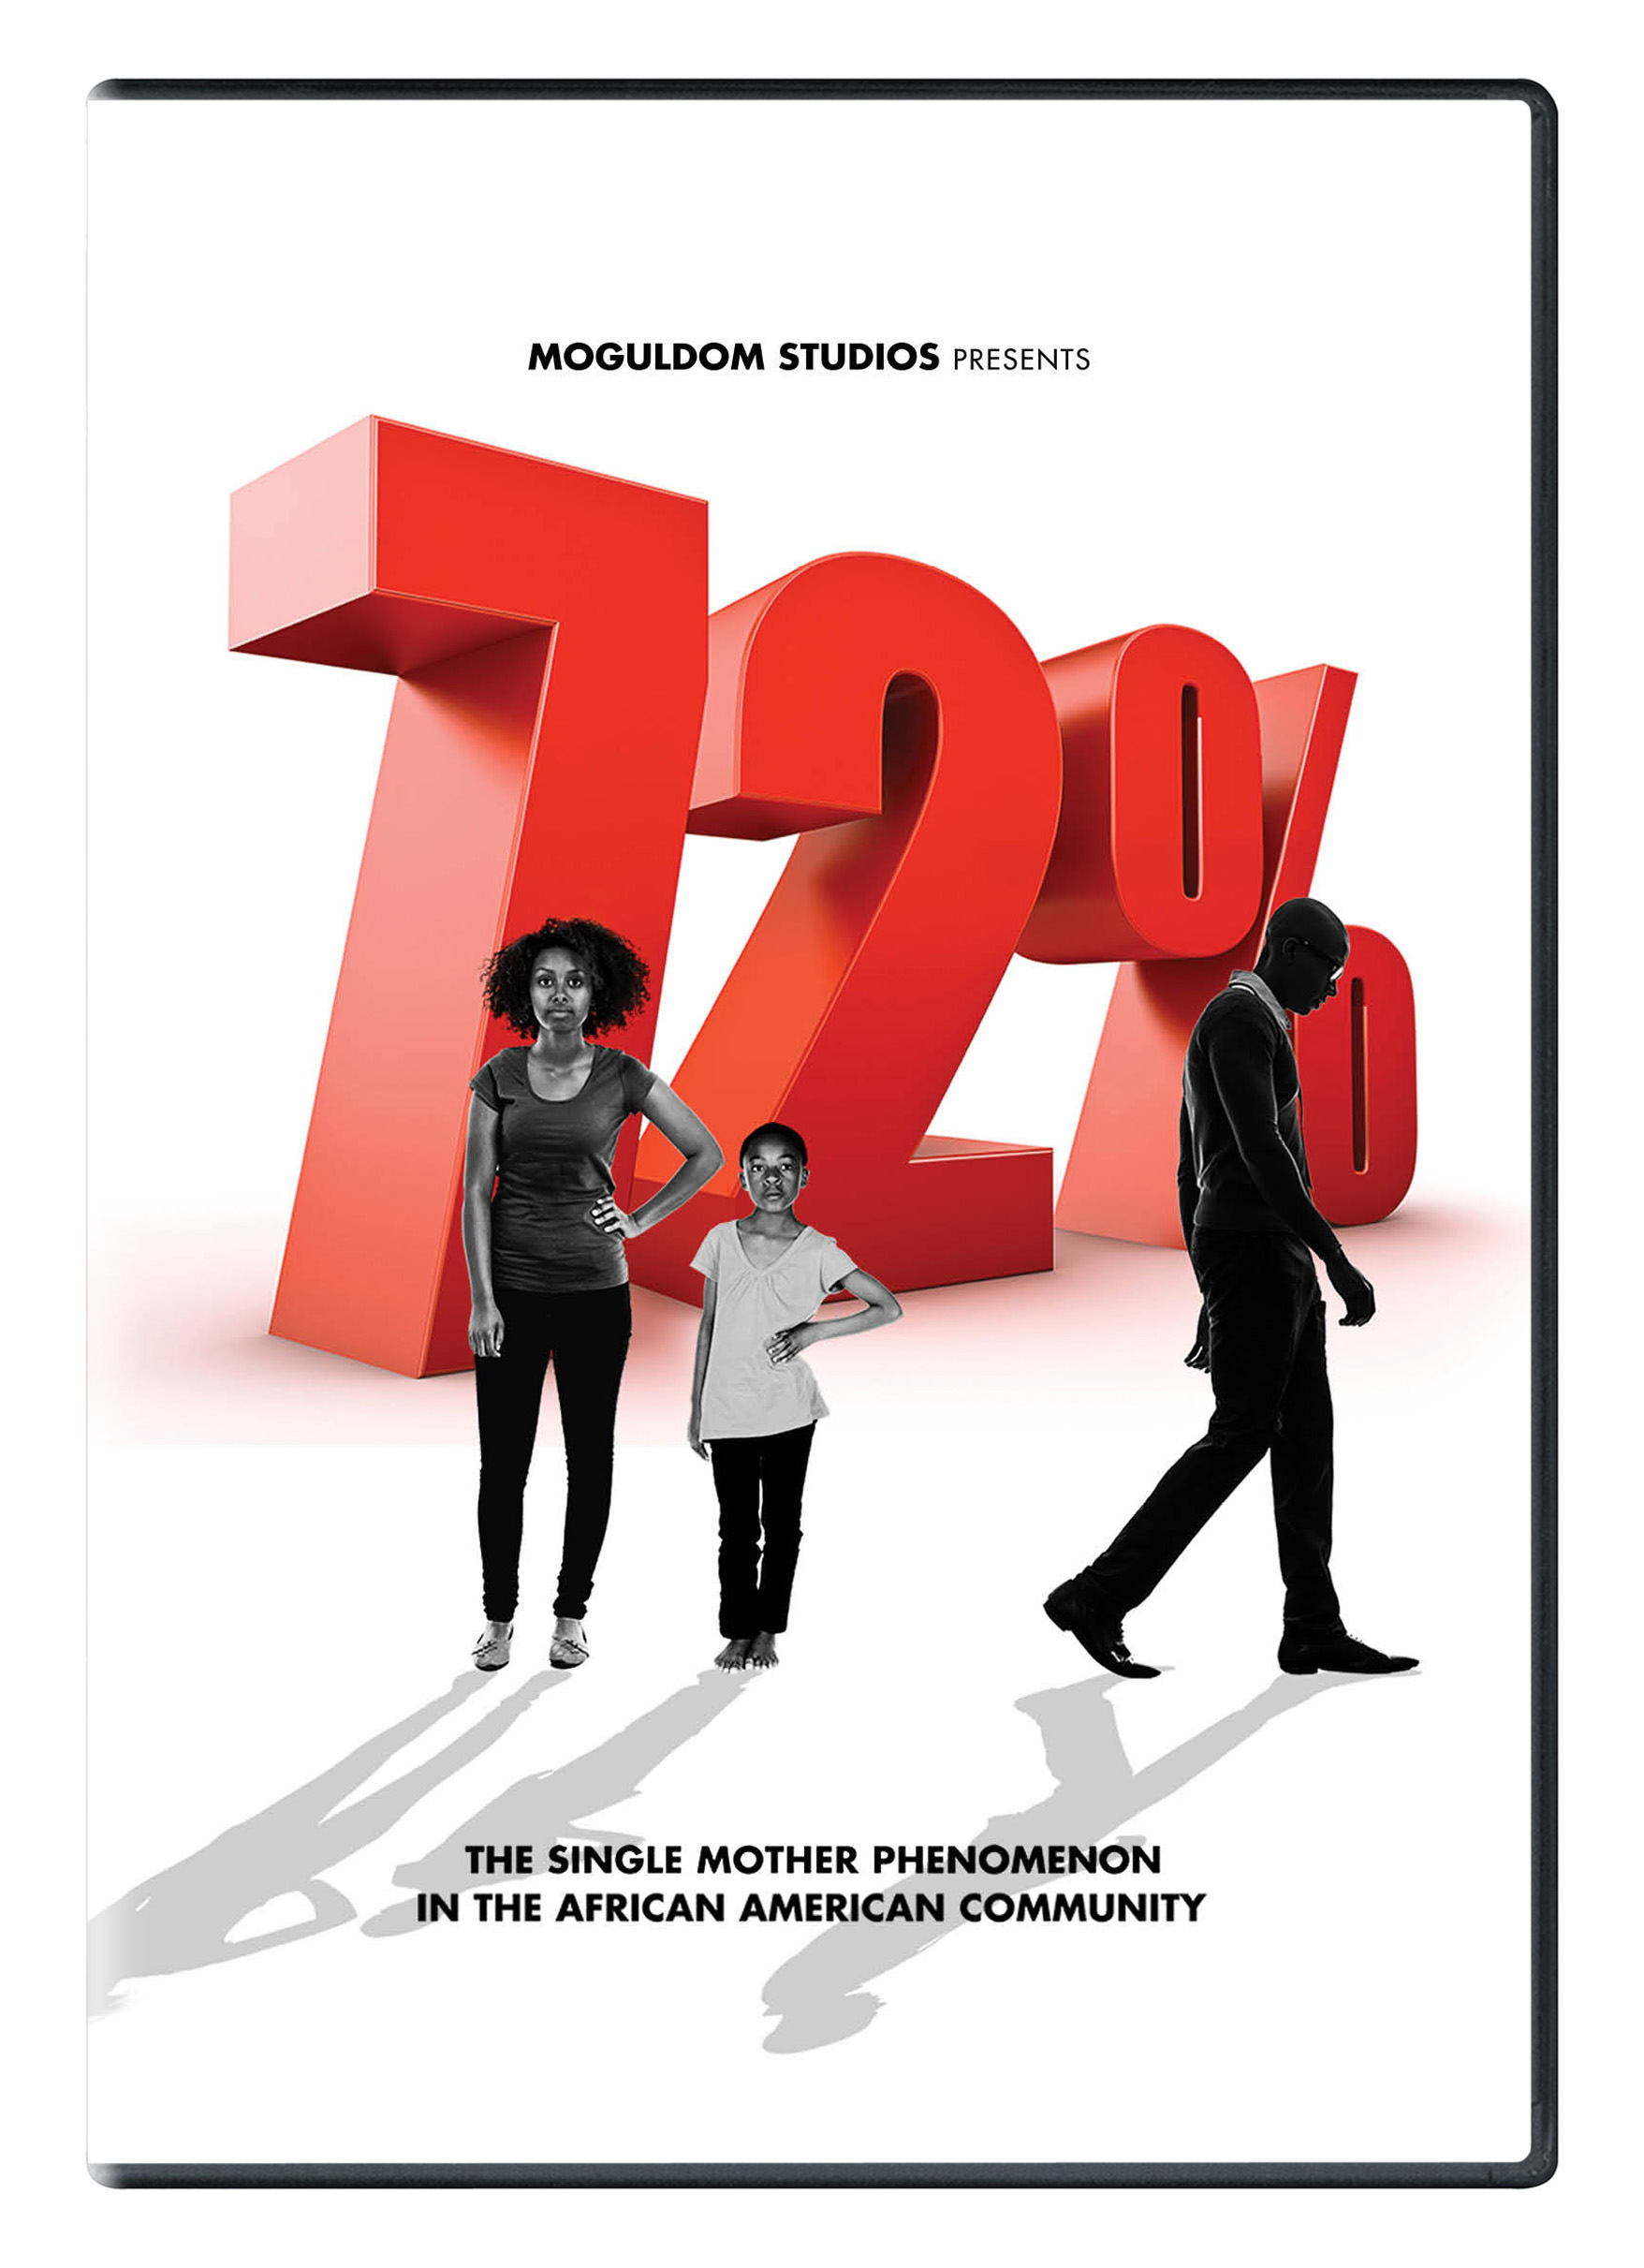 MOGULDOM STUDIOS PRESENTS
72%
THE SINGLE MOTHER PHENOMENON
IN THE AFRICAN AMERICAN COMMUNITY